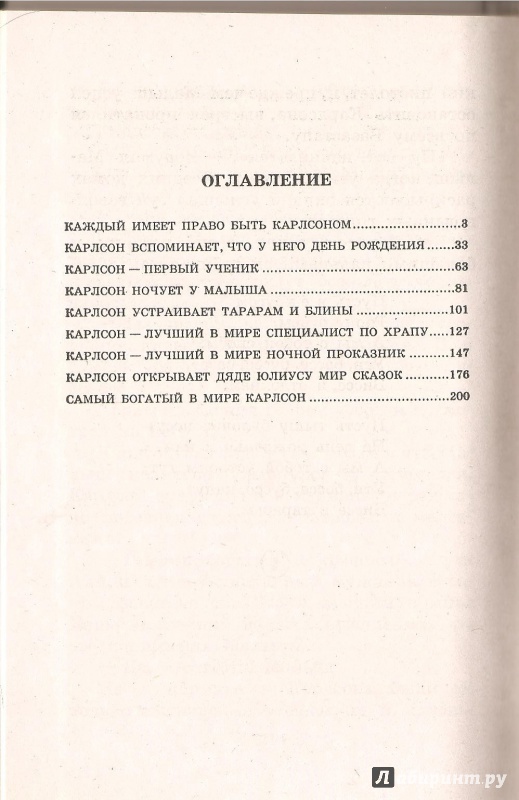 ОГЛАВЛЕНИЕ
КАЖДЫЙ ИМЕЕТ ПРАВО БЫТЬ КАРЛСОНОМ....................3
КАРЛСОН ВСПОМИНАЕТ, ЧТО У НЕГО ДЕНЬ РОЖДЕНИЯ.....33
КАРЛСОН — ПЕРВЫЙ УЧЕНИК....................................63
КАРЛСОН НОЧУЕТ У МАЛЫША..................................81
КАРЛСОН УСТРАИВАЕТ ТАРАРАМ И БЛИНЫ..................101
КАРЛСОН — ЛУЧШИЙ В МИРЕ СПЕЦИАЛИСТ ПО ХРАПУ.....127
КАРЛСОН — ЛУЧШИЙ В МИРЕ НОЧНОЙ ПРОКАЗНИК........147
КАРЛСОН ОТКРЫВАЕТ ДЯДЕ ЮЛИУСУ МИР СКАЗОК.........176
САМЫЙ БОГАТЫЙ В МИРЕ КАРЛСОН...........................200
Лабиринт.ру